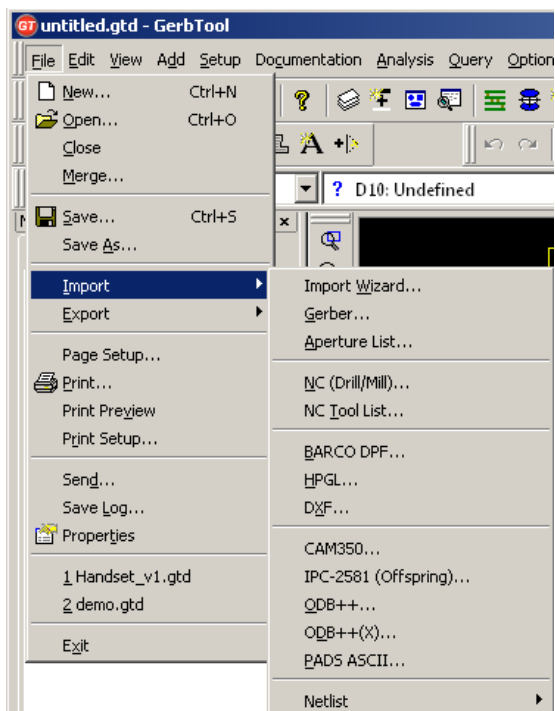 GT untitled.gtd - GerbTool
File Edit View Add Setup Documentation Analysis Query Option
New... Ctrl+N
Open... Ctrl+O
Close
Merge...
? D10: Undefined
Save... Ctrl+S
Save As...
Import
Export
Page Setup...
Print...
Print Preview
Print Setup...
Send...
Save Log...
Properties
1 Handset_v1.gtd
2 demo.gtd
Exit
Import Wizard...
Gerber...
Aperture List...
NC (Drill/Mill)...
NC Tool List...
BARCO DPF...
HPGL...
DXF...
CAM350...
IPC-2581 (Offspring)...
ODB++...
ODB++(X)...
PADS ASCII...
Netlist